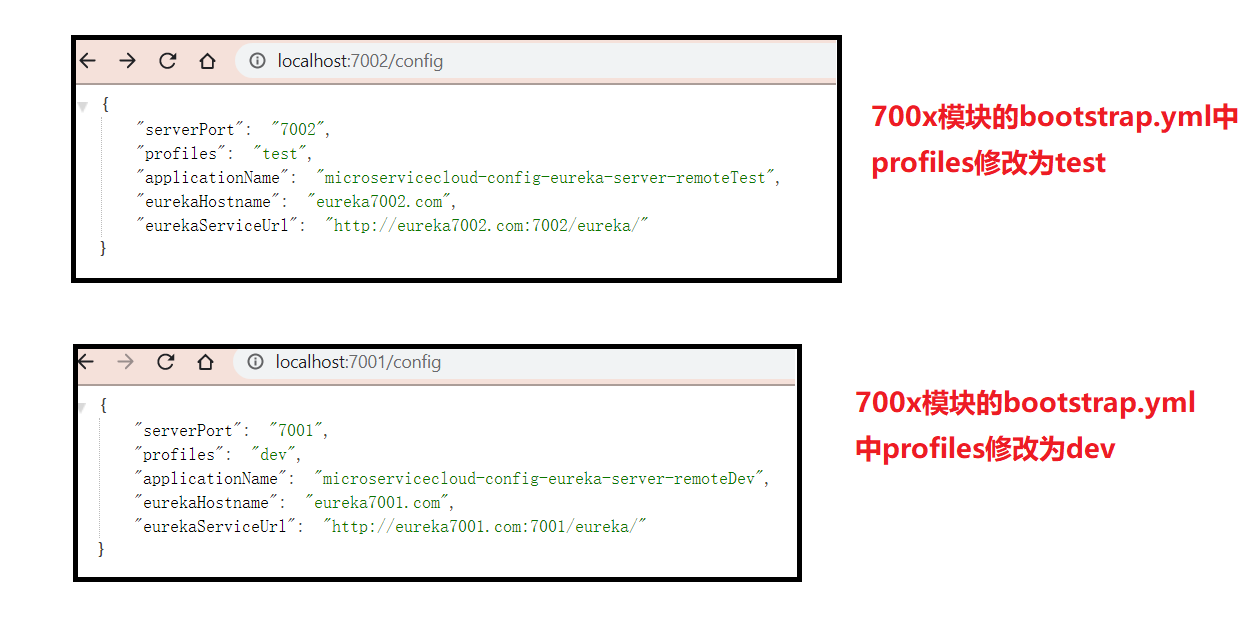 localhost:7002/config
{
"serverPort": "7002",
"profiles": "test",
"applicationName": "microservicecloud-config-eureka-server-remoteTest",
"eurekaHostname": "eureka7002.com",
"eurekaServiceUrl": "http://eureka7002.com:7002/eureka/"
}
700x模块的bootstrap.yml中
profiles修改为test
localhost:7001/config
{
"serverPort": "7001",
"profiles": "dev",
"applicationName": "microservicecloud-config-eureka-server-remoteDev",
"eurekaHostname": "eureka7001.com",
"eurekaServiceUrl": "http://eureka7001.com:7001/eureka/"
}
700x模块的bootstrap.yml
中profiles修改为dev